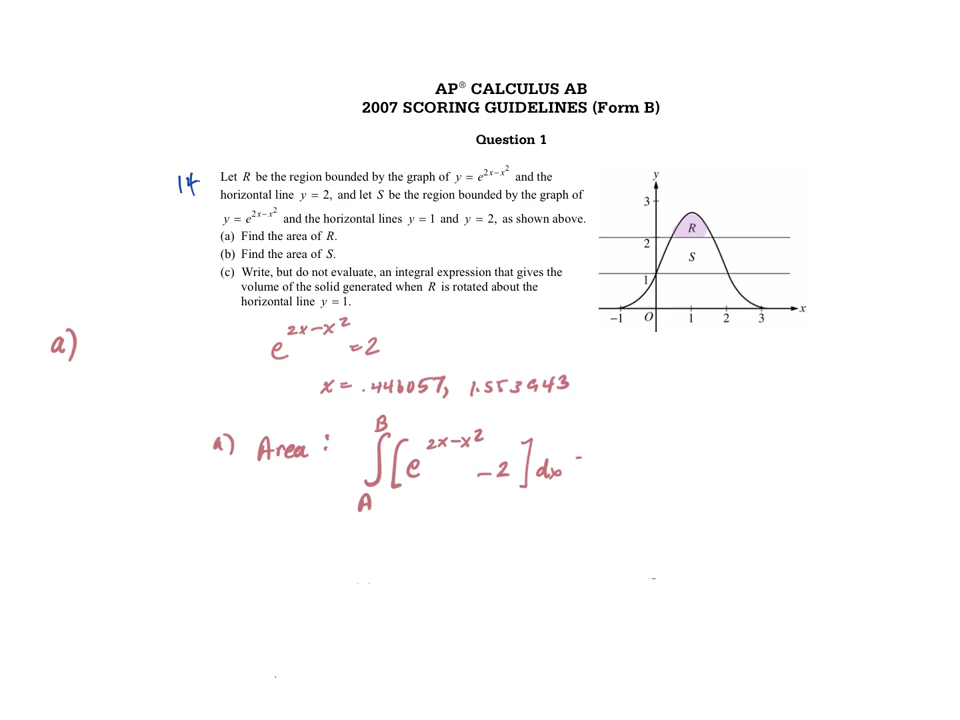 AP® CALCULUS AB
2007 SCORING GUIDELINES (Form B)
Question 1
14
Let R be the region bounded by the graph of y = e^{2x−x^2} and the
horizontal line y = 2, and let S be the region bounded by the graph of
y = e^{2x−x^2} and the horizontal lines y = 1 and y = 2, as shown above.
(a) Find the area of R.
(b) Find the area of S.
(c) Write, but do not evaluate, an integral expression that gives the
volume of the solid generated when R is rotated about the
horizontal line y = 1.
y
3
R
2
S
1
−1 O 1 2 3 x
a)
e^{2x−x^2} = 2
x = .446057, 1.553943
a) Area : ∫_A^B [e^{2x−x^2} − 2] dx =